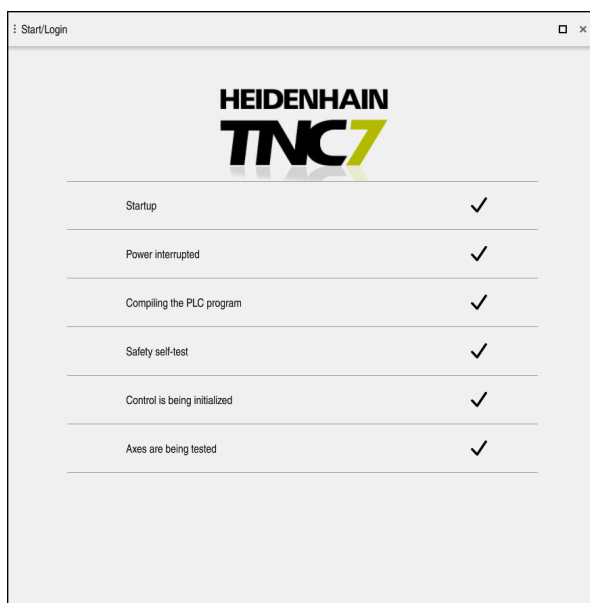 Start/Login
HEIDENHAIN
TNC7
Startup
Power interrupted
Compiling the PLC program
Safety self-test
Control is being initialized
Axes are being tested